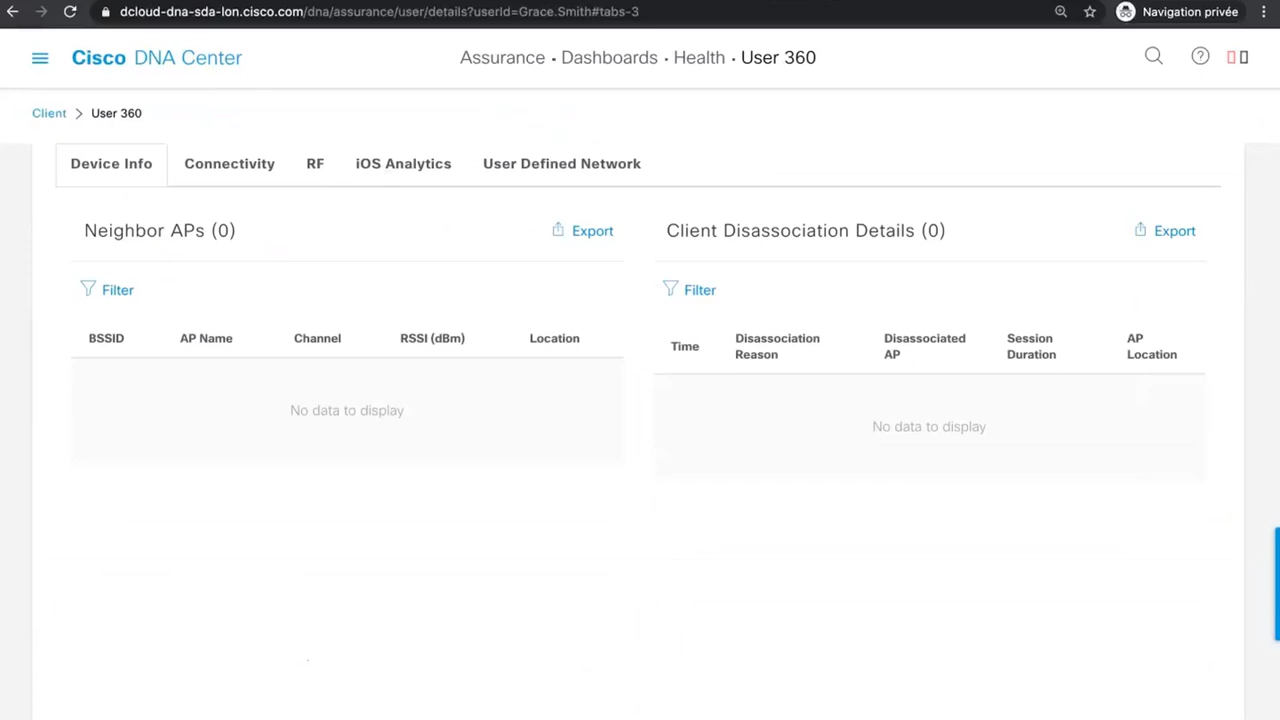 dcloud-dna-sda-lon.cisco.com/dna/assurance/user/details?userId=Grace.Smith#tabs-3
Navigation privée
Cisco DNA Center
Assurance • Dashboards • Health • User 360
Client > User 360
Device Info
Connectivity
RF
iOS Analytics
User Defined Network
Neighbor APs (0)
Export
Filter
BSSID
AP Name
Channel
RSSI (dBm)
Location
No data to display
Client Disassociation Details (0)
Export
Filter
Time
Disassociation
Reason
Disassociated
AP
Session
Duration
AP
Location
No data to display